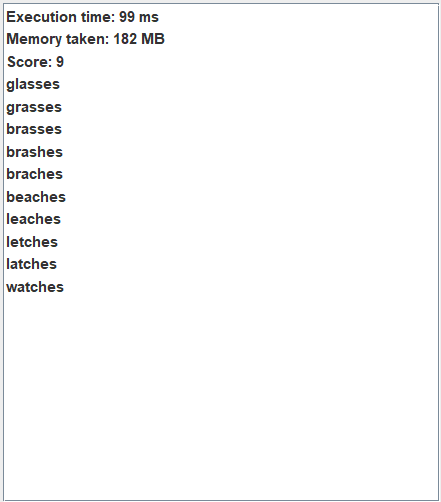 Execution time: 99 ms
Memory taken: 182 MB
Score: 9
glasses
grasses
brasses
brashes
braches
beaches
leaches
letches
latches
watches